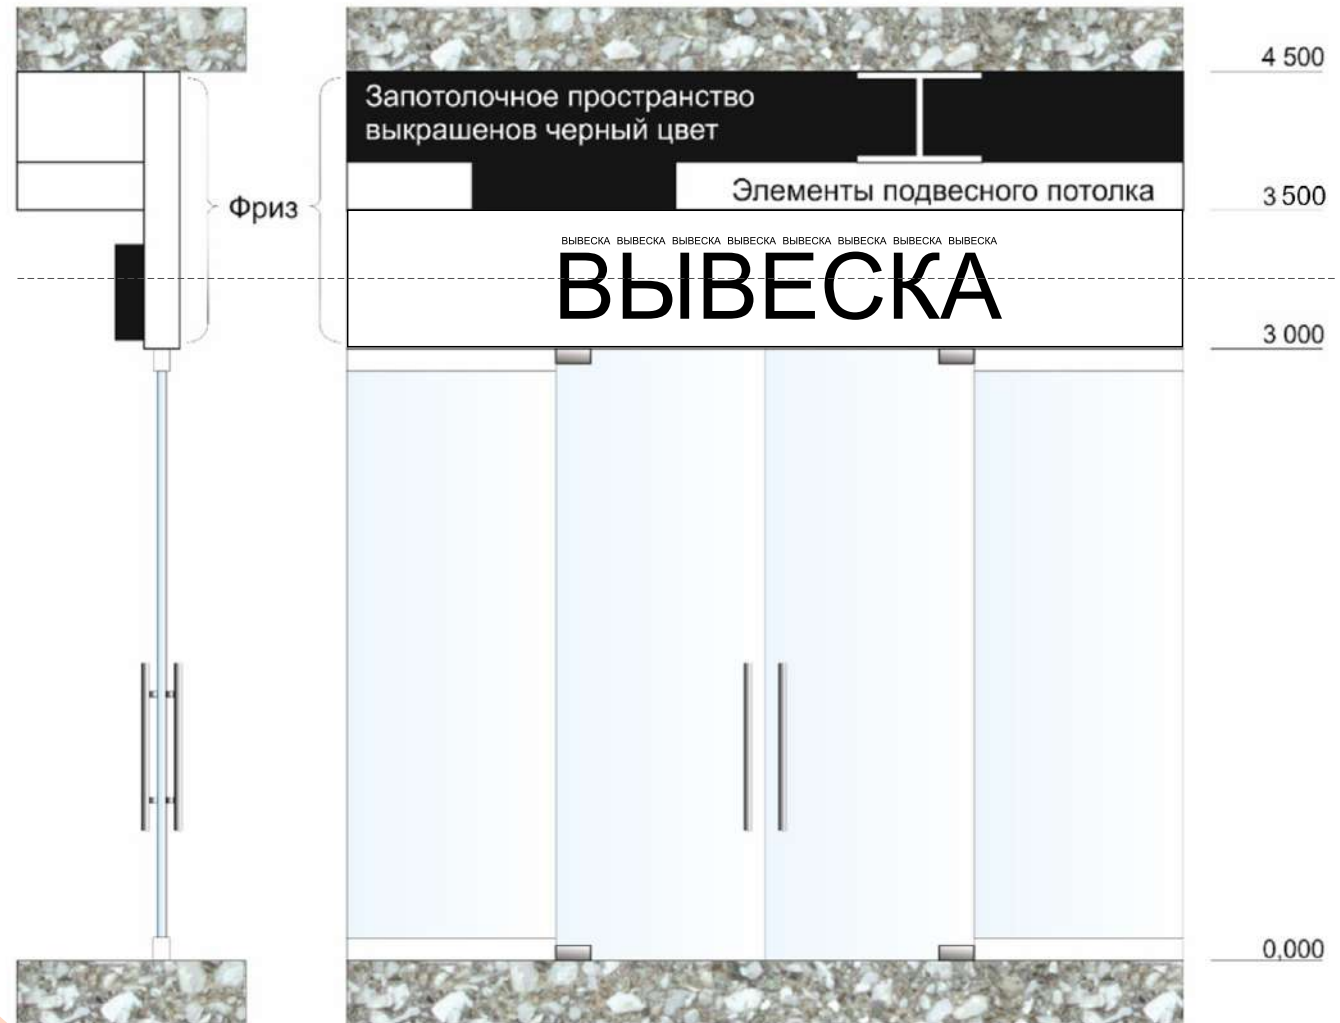 4 500
Запотолочное пространство
выкрашенов черный цвет
Элементы подвесного потолка
3 500
Фриз
ВЫВЕСКА ВЫВЕСКА ВЫВЕСКА ВЫВЕСКА ВЫВЕСКА ВЫВЕСКА ВЫВЕСКА ВЫВЕСКА
ВЫВЕСКА
3 000
0,000